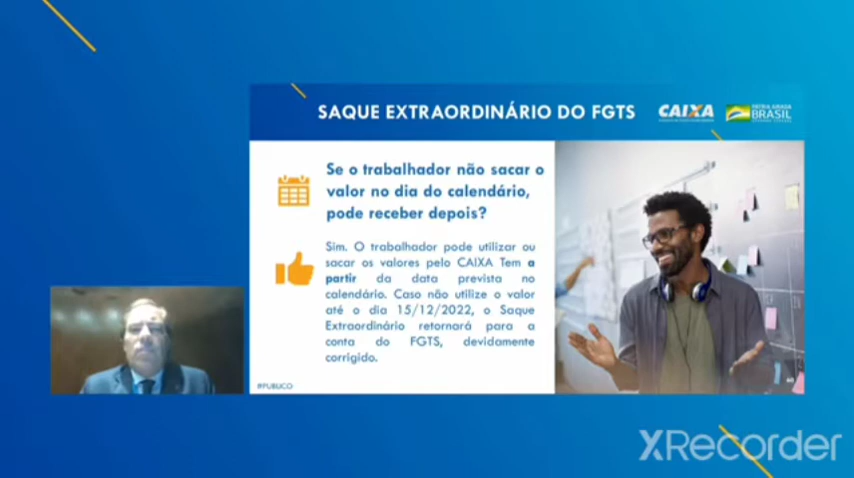 SAQUE EXTRAORDINÁRIO DO FGTS
CAIXA
PÁTRIA AMADA
BRASIL
Se o trabalhador não sacar o
valor no dia do calendário,
pode receber depois?
Sim. O trabalhador pode utilizar ou
sacar os valores pelo CAIXA Tem a
partir da data prevista no
calendário. Caso não utilize o valor
até o dia 15/12/2022, o Saque
Extraordinário retornará para a
conta do FGTS, devidamente
corrigido.
#PUBLICO
XRecorder